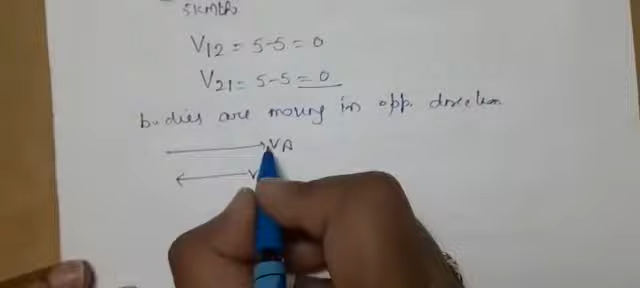 5km/hr
V12 = 5-5 = 0
V21 = 5-5 = 0
bodies are moving in opp. direction
VA
V